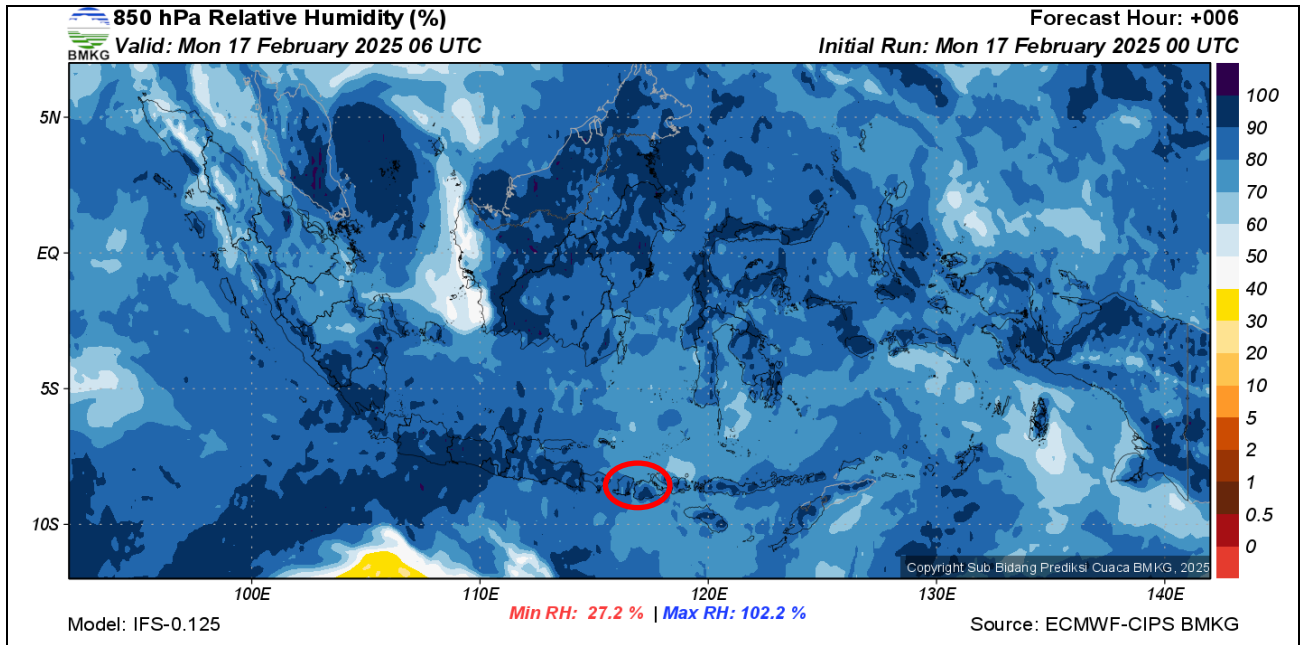 850 hPa Relative Humidity (%)
Forecast Hour: +006
BMKG
Valid: Mon 17 February 2025 06 UTC
Initial Run: Mon 17 February 2025 00 UTC
5N
EQ
5S
10S
100
90
80
70
60
50
40
30
20
10
5
2
1
0.5
0
Copyright Sub Bidang Prediksi Cuaca BMKG, 2025
100E
110E
120E
130E
140E
Min RH: 27.2 % | Max RH: 102.2 %
Model: IFS-0.125
Source: ECMWF-CIPS BMKG